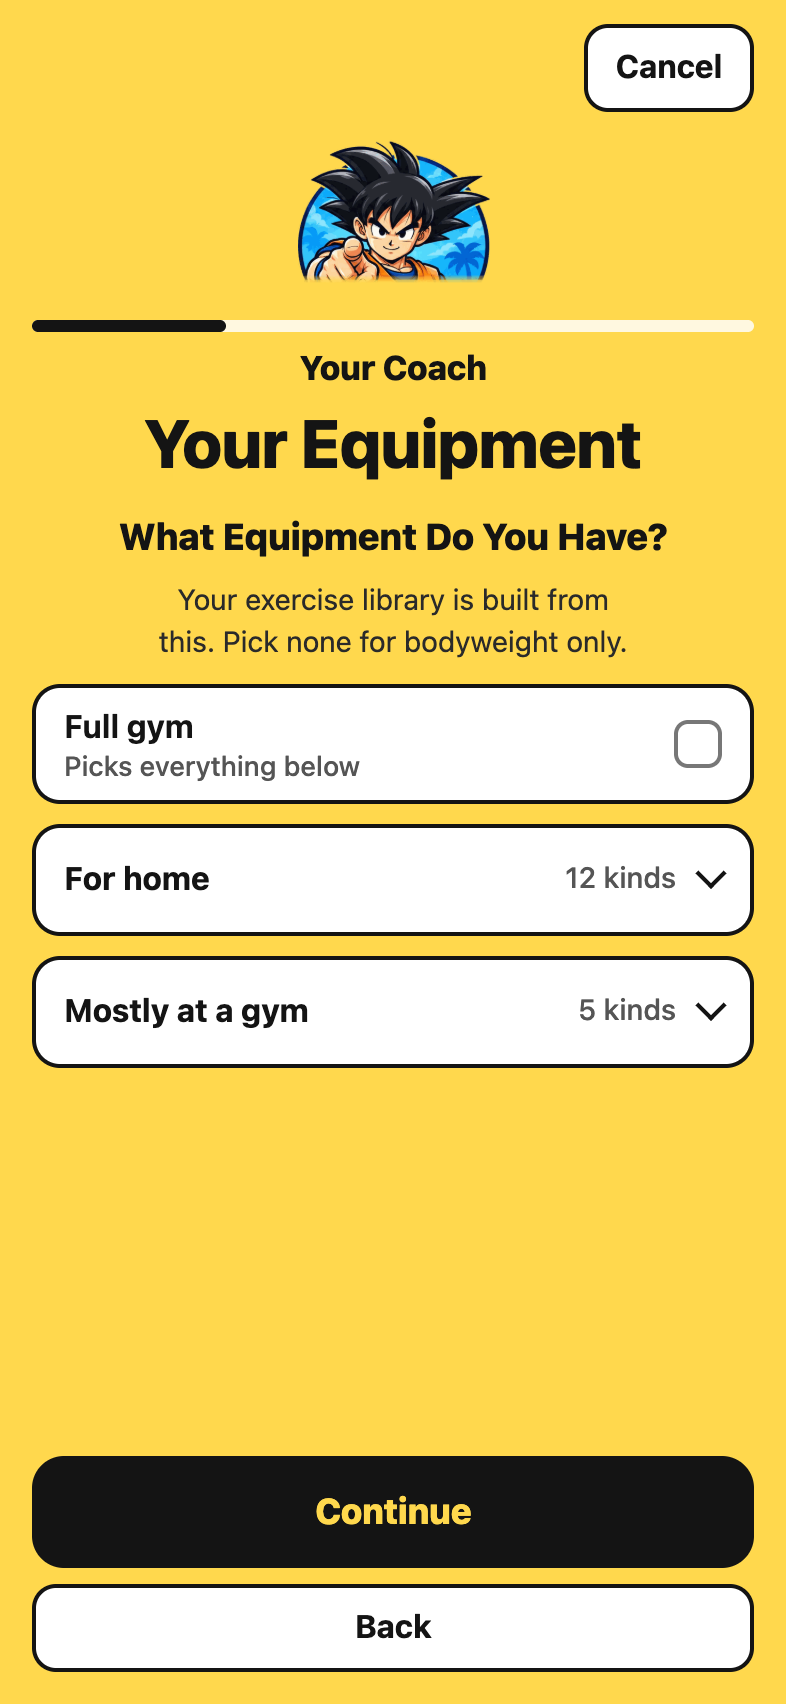 Cancel
Your Coach
Your Equipment
What Equipment Do You Have?
Your exercise library is built from
this. Pick none for bodyweight only.
Full gym
Picks everything below
For home
12 kinds
Mostly at a gym
5 kinds
Continue
Back